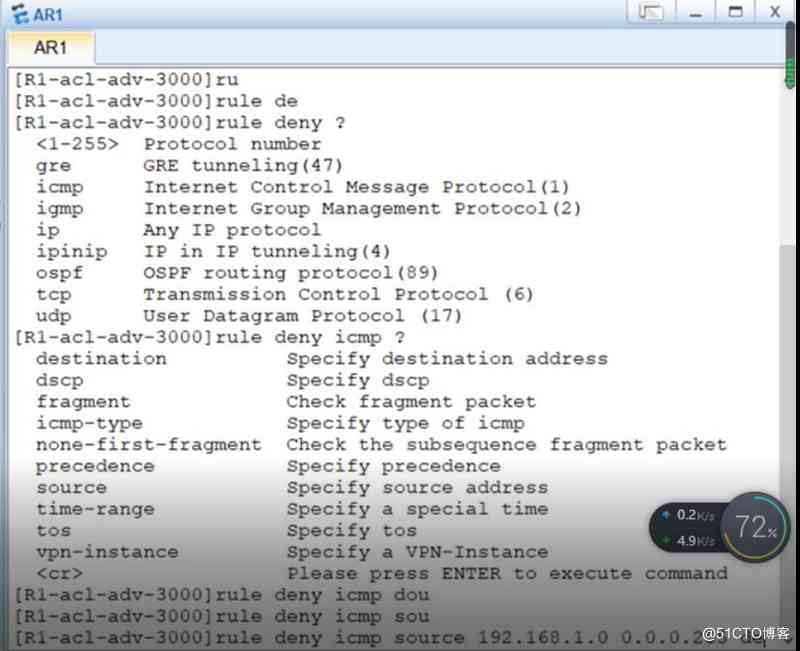 AR1
AR1
[R1-acl-adv-3000]ru
[R1-acl-adv-3000]rule de
[R1-acl-adv-3000]rule deny ?
<1-255> Protocol number
gre GRE tunneling(47)
icmp Internet Control Message Protocol(1)
igmp Internet Group Management Protocol(2)
ip Any IP protocol
ipinip IP in IP tunneling(4)
ospf OSPF routing protocol(89)
tcp Transmission Control Protocol (6)
udp User Datagram Protocol (17)
[R1-acl-adv-3000]rule deny icmp ?
destination Specify destination address
dscp Specify dscp
fragment Check fragment packet
icmp-type Specify type of icmp
none-first-fragment Check the subsequence fragment packet
precedence Specify precedence
source Specify source address
time-range Specify a special time
tos Specify tos
vpn-instance Specify a VPN-Instance
<cr> Please press ENTER to execute command
[R1-acl-adv-3000]rule deny icmp dou
[R1-acl-adv-3000]rule deny icmp sou
[R1-acl-adv-3000]rule deny icmp source 192.168.1.0
0.2K/s
4.9K/s
72%
@51CTO博客